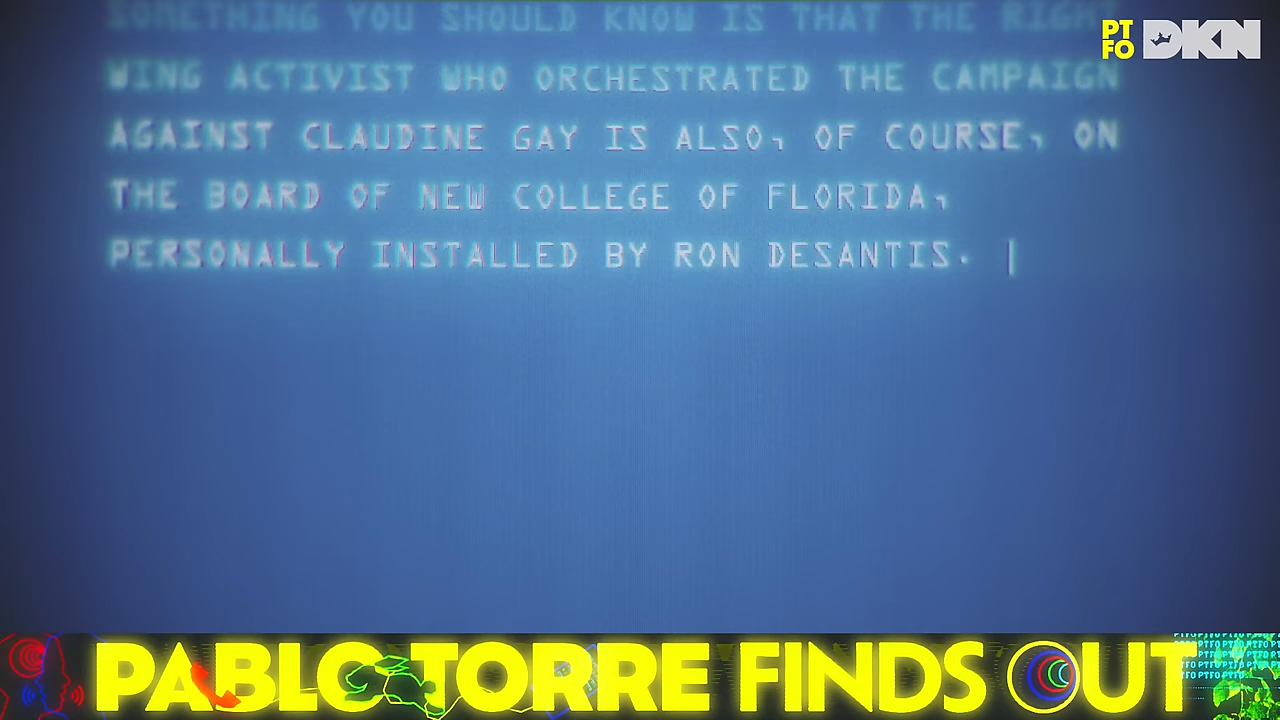 SOMETHING YOU SHOULD KNOW IS THAT THE RIGHT
WING ACTIVIST WHO ORCHESTRATED THE CAMPAIGN
AGAINST CLAUDINE GAY IS ALSO, OF COURSE, ON
THE BOARD OF NEW COLLEGE OF FLORIDA,
PERSONALLY INSTALLED BY RON DESANTIS.
PT
FO
DKN
PABLO TORRE FINDS OUT